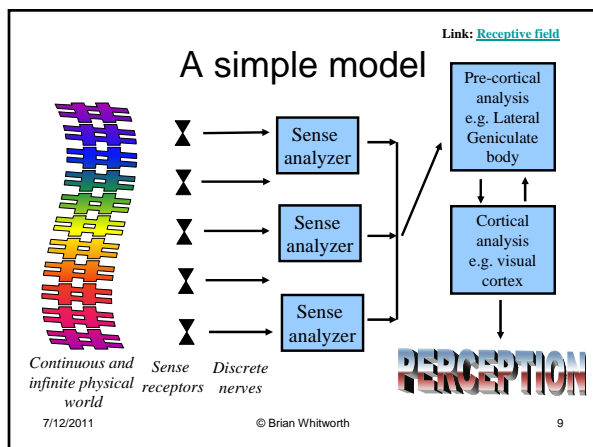 Link: Receptive field
A simple model
Pre-cortical
analysis
e.g. Lateral
Geniculate
body
Sense
analyzer
Sense
analyzer
Sense
analyzer
Cortical
analysis
e.g. visual
cortex
Continuous and
infinite physical
world
Sense
receptors
Discrete
nerves
PERCEPTION
7/12/2011
© Brian Whitworth
9